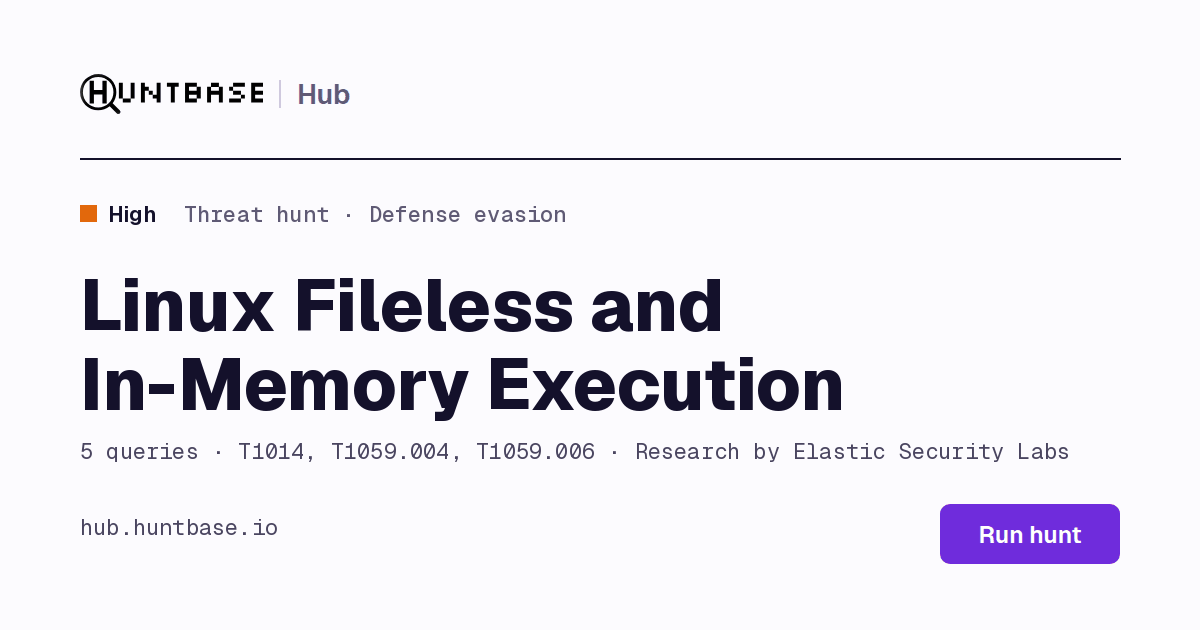 HUNTBASE Hub
High Threat hunt · Defense evasion
Linux Fileless and
In-Memory Execution
5 queries · T1014, T1059.004, T1059.006 · Research by Elastic Security Labs
hub.huntbase.io
Run hunt